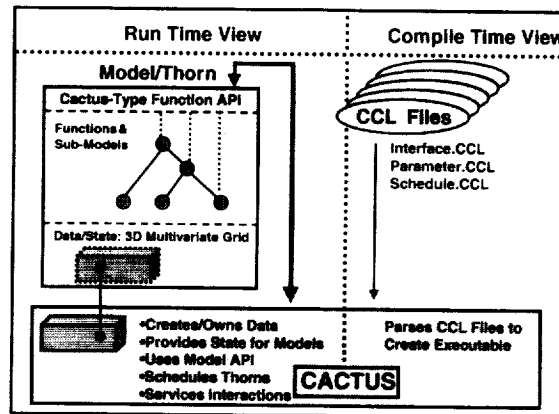 Run Time View
Compile Time View
Model/Thorn
Cactus-Type Function API
Functions &
Sub-Models
Data/State: 3D Multivariate Grid
CCL Files
Interface.CCL
Parameter.CCL
Schedule.CCL
•Creates/Owns Data
•Provides State for Models
•Uses Model API
•Schedules Thorns
•Services Interactions
CACTUS
Parses CCL Files to
Create Executable